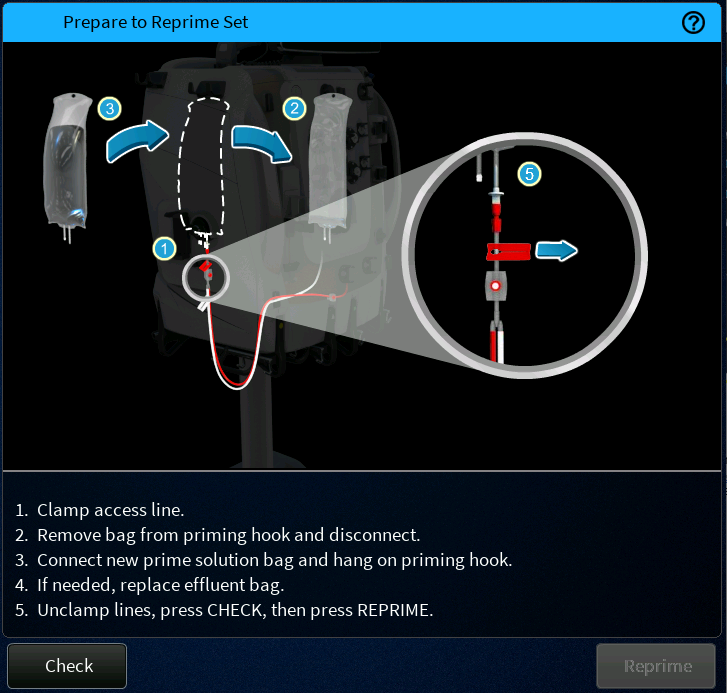 Prepare to Reprime Set
?
3
2
5
1
1. Clamp access line.
2. Remove bag from priming hook and disconnect.
3. Connect new prime solution bag and hang on priming hook.
4. If needed, replace effluent bag.
5. Unclamp lines, press CHECK, then press REPRIME.
Check
Reprime